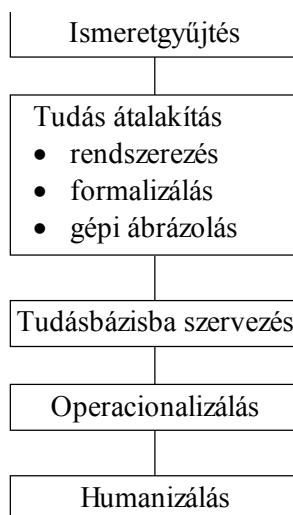 Ismeretgyűjtés
Tudás átalakítás
• rendszerezés
• formalizálás
• gépi ábrázolás
Tudásbázisba szervezés
Operacionalizálás
Humanizálás